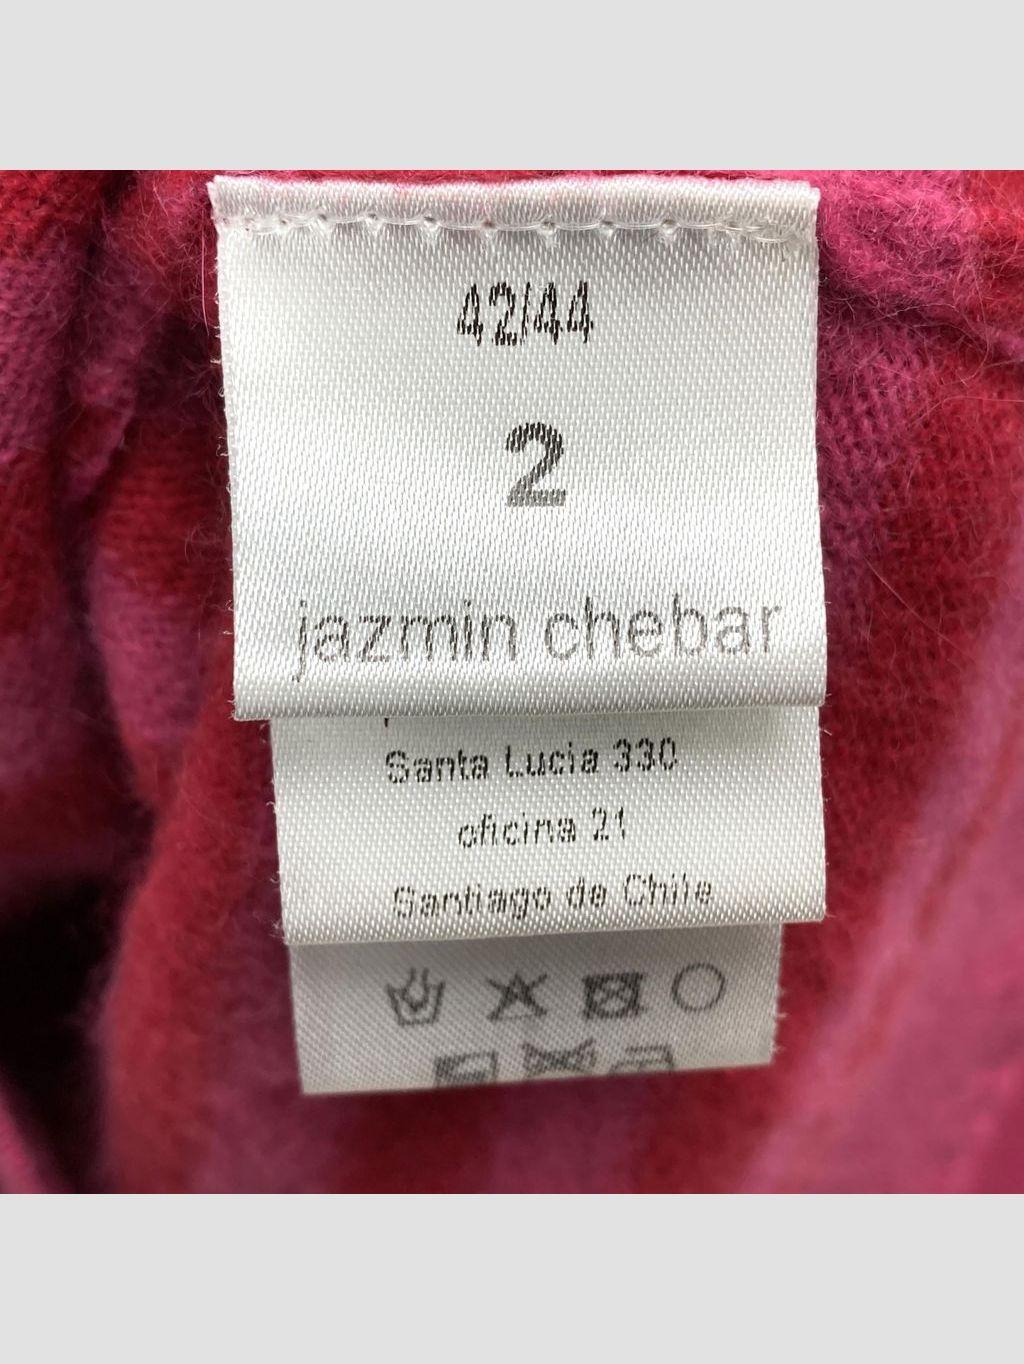 42/44
2
jazmin chebar
Santa Lucia 330
oficina 21
Santiago de Chile